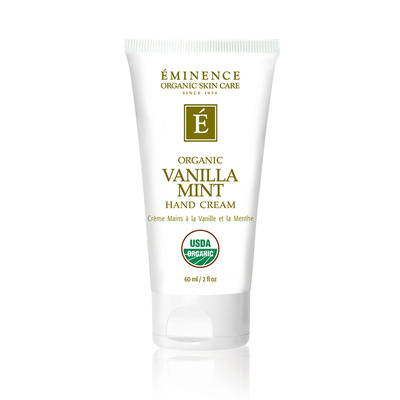 ÉMINENCE
ORGANIC SKIN CARE
SINCE 1958
É
ORGANIC
VANILLA
MINT
HAND CREAM
Crème Mains à la Vanille et la Menthe
USDA
ORGANIC
60 ml / 2 fl oz